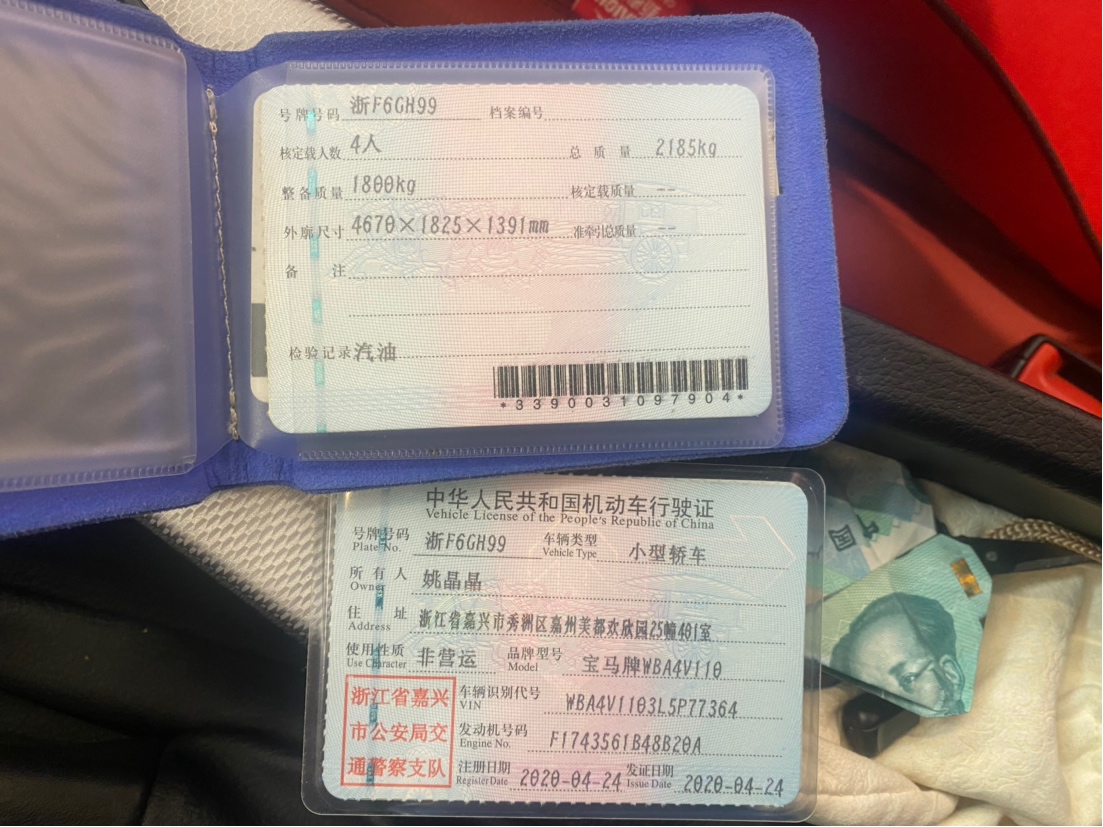 号牌号码 浙F6GH99 档案编号
核定载人数 4人 总质量 2185kg
整备质量 1800kg 核定载质量 --
外廓尺寸 4670×1825×1391mm 准牵引总质量 --
备注
检验记录 汽油
*3390031097904*
中华人民共和国机动车行驶证
Vehicle License of the People's Republic of China
号牌号码 浙F6GH99 车辆类型 小型轿车
Plate No. Vehicle Type
所有人 姚晶晶
Owner
住址 浙江省嘉兴市秀洲区嘉州美都欢欣园25幢401室
Address
使用性质 非营运 品牌型号 宝马牌WBA4V110
Use Character Model
浙江省嘉兴
市公安局交
通警察支队
车辆识别代号 WBA4V1103L5P77364
VIN
发动机号码 F1743561B48B20A
Engine No.
注册日期 2020-04-24 发证日期 2020-04-24
Register Date Issue Date